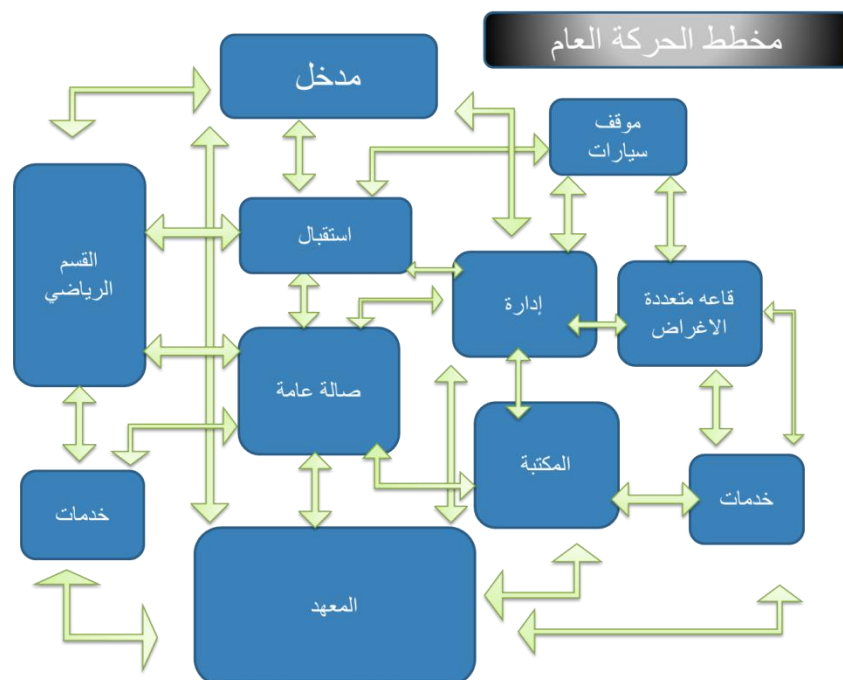 مخطط الحركة العام
مدخل
موقف
سيارات
استقبال
القسم
الرياضي
إدارة
قاعه متعددة
الاغراض
صالة عامة
المكتبة
خدمات
خدمات
المعهد